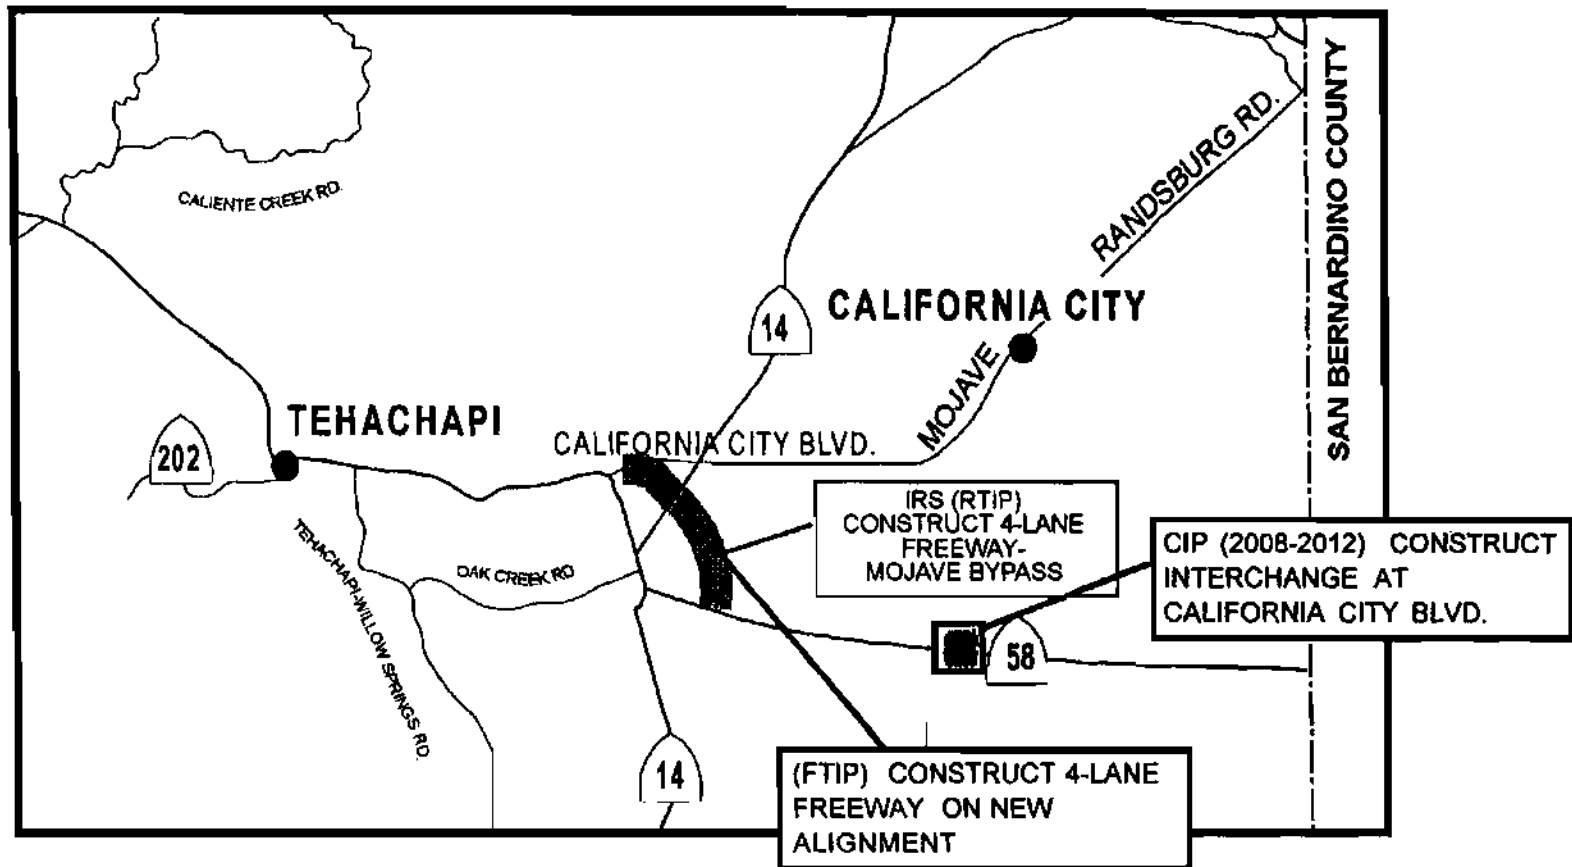 SAN BERNARDINO COUNTY
RANDSBURG RD.
CALIENTE CREEK RD.
14
CALIFORNIA CITY
MOJAVE
TEHACHAPI
202
CALIFORNIA CITY BLVD.
IRS (RTIP)
CONSTRUCT 4-LANE
FREEWAY-
MOJAVE BYPASS
CIP (2008-2012) CONSTRUCT
INTERCHANGE AT
CALIFORNIA CITY BLVD.
OAK CREEK RD
TEHACHAPI-WILLOW SPRINGS RD.
58
14
(FTIP) CONSTRUCT 4-LANE
FREEWAY ON NEW
ALIGNMENT